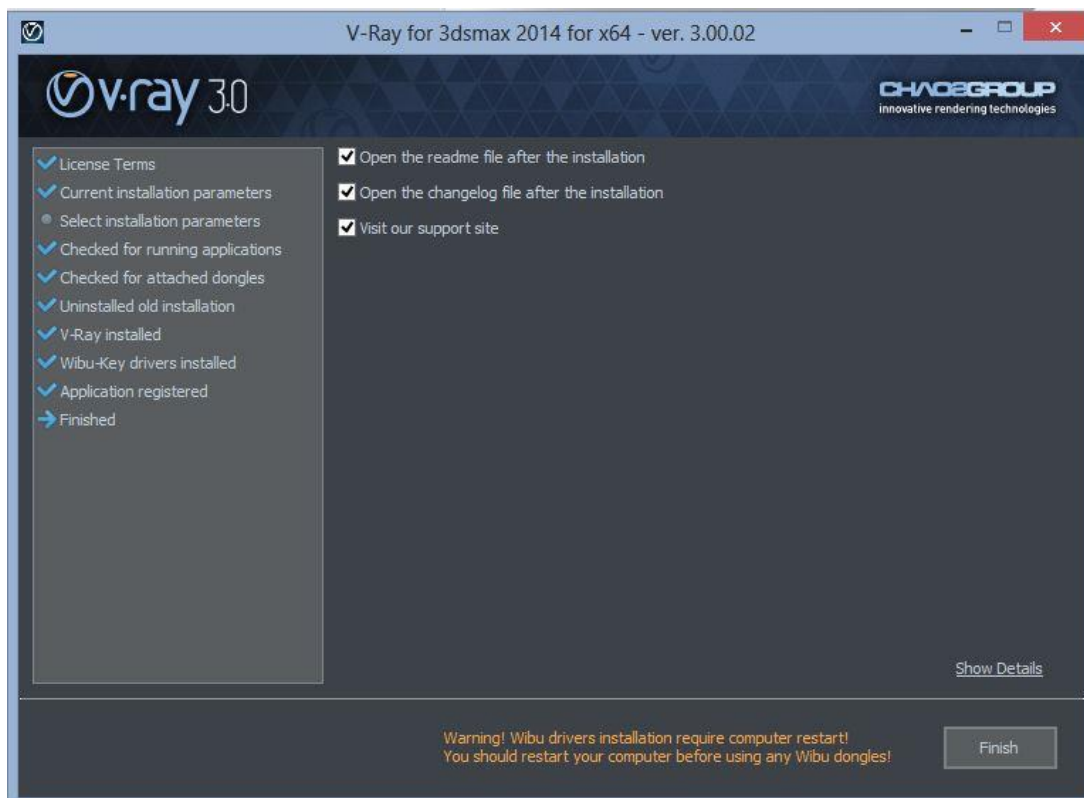 V-Ray for 3dsmax 2014 for x64 - ver. 3.00.02
v·ray 3.0
CHAOSGROUP
innovative rendering technologies
License Terms
Current installation parameters
Select installation parameters
Checked for running applications
Checked for attached dongles
Uninstalled old installation
V-Ray installed
Wibu-Key drivers installed
Application registered
Finished
Open the readme file after the installation
Open the changelog file after the installation
Visit our support site
Show Details
Warning! Wibu drivers installation require computer restart!
You should restart your computer before using any Wibu dongles!
Finish